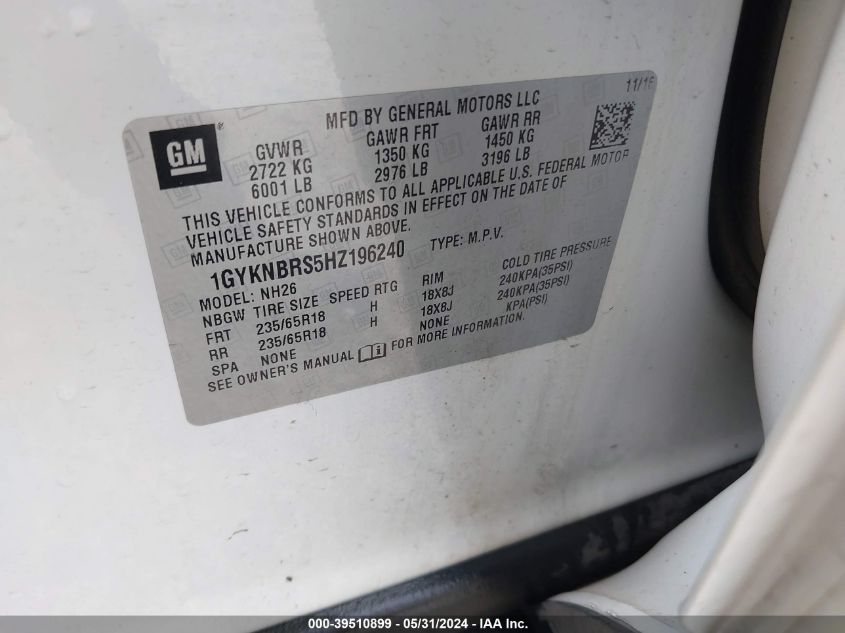 11/16
MFD BY GENERAL MOTORS LLC
GM
GVWR GAWR FRT GAWR RR
2722 KG 1350 KG 1450 KG
6001 LB 2976 LB 3196 LB
THIS VEHICLE CONFORMS TO ALL APPLICABLE U.S. FEDERAL MOTOR
VEHICLE SAFETY STANDARDS IN EFFECT ON THE DATE OF
MANUFACTURE SHOWN ABOVE.
1GYKNBRS5HZ196240 TYPE: M.P.V.
MODEL: NH26
NBGW TIRE SIZE SPEED RTG RIM COLD TIRE PRESSURE
FRT 235/65R18 H 18X8J 240KPA(35PSI)
RR 235/65R18 H 18X8J 240KPA(35PSI)
SPA NONE NONE KPA(PSI)
SEE OWNER'S MANUAL FOR MORE INFORMATION.
000-39510899 - 05/31/2024 - IAA Inc.